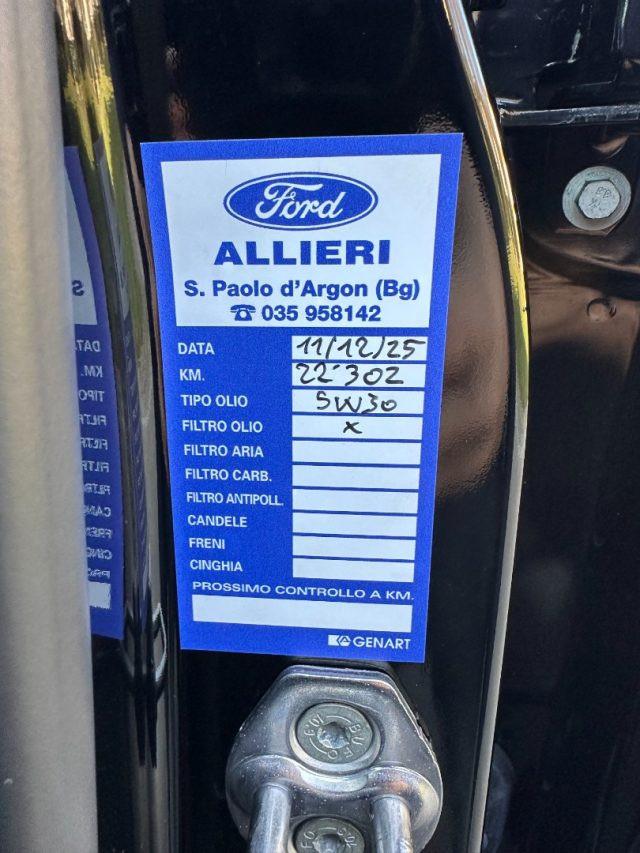 Ford
ALLIERI
S. Paolo d'Argon (Bg)
☎ 035 958142
DATA 11/12/25
KM. 22'302
TIPO OLIO 5W30
FILTRO OLIO x
FILTRO ARIA
FILTRO CARB.
FILTRO ANTIPOLL.
CANDELE
FRENI
CINGHIA
PROSSIMO CONTROLLO A KM.
GENART